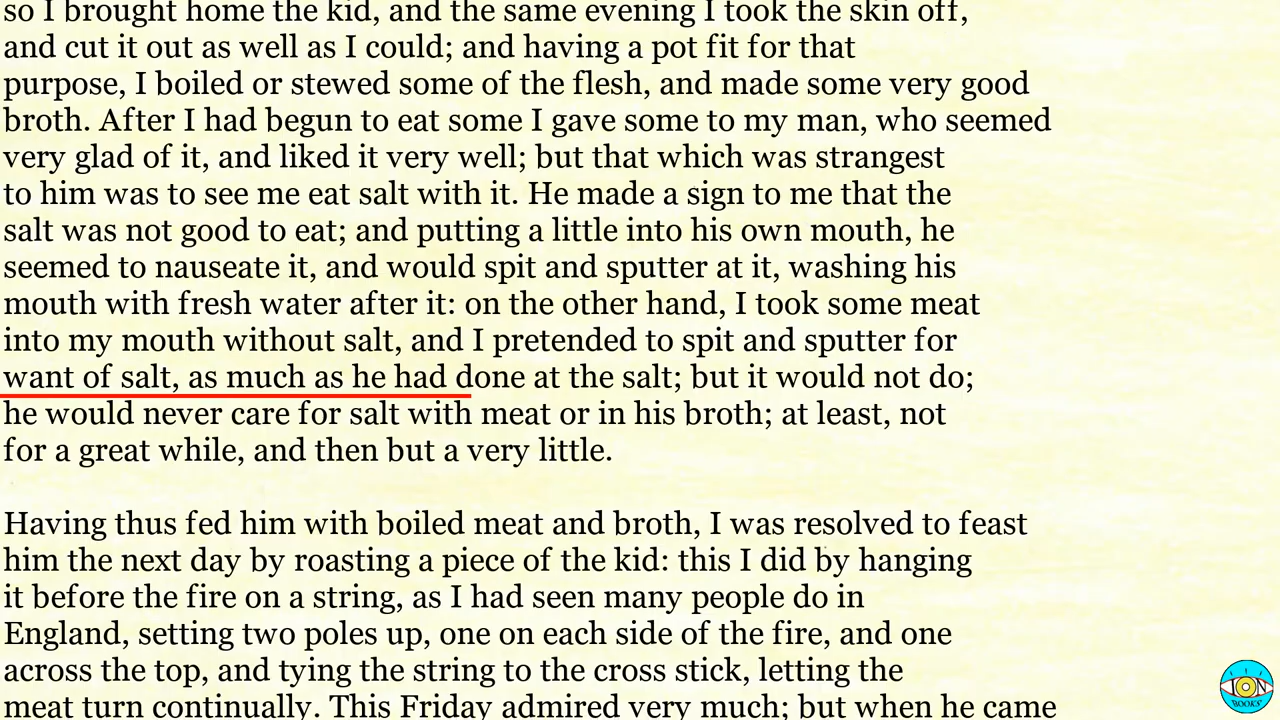 so I brought home the kid, and the same evening I took the skin off,
and cut it out as well as I could; and having a pot fit for that
purpose, I boiled or stewed some of the flesh, and made some very good
broth. After I had begun to eat some I gave some to my man, who seemed
very glad of it, and liked it very well; but that which was strangest
to him was to see me eat salt with it. He made a sign to me that the
salt was not good to eat; and putting a little into his own mouth, he
seemed to nauseate it, and would spit and sputter at it, washing his
mouth with fresh water after it: on the other hand, I took some meat
into my mouth without salt, and I pretended to spit and sputter for
want of salt, as much as he had done at the salt; but it would not do;
he would never care for salt with meat or in his broth; at least, not
for a great while, and then but a very little.
Having thus fed him with boiled meat and broth, I was resolved to feast
him the next day by roasting a piece of the kid: this I did by hanging
it before the fire on a string, as I had seen many people do in
England, setting two poles up, one on each side of the fire, and one
across the top, and tying the string to the cross stick, letting the
meat turn continually. This Friday admired very much; but when he came
ION
BOOKS